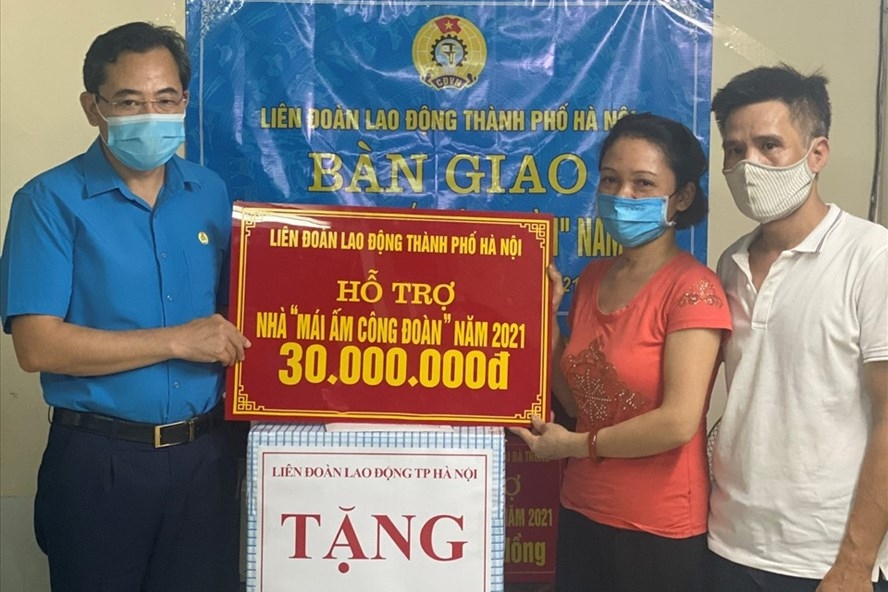 CĐVN
LIÊN ĐOÀN LAO ĐỘNG THÀNH PHỐ HÀ NỘI
BÀN GIAO
NĂM
LIÊN ĐOÀN LAO ĐỘNG THÀNH PHỐ HÀ NỘI
HỖ TRỢ
NHÀ "MÁI ẤM CÔNG ĐOÀN" NĂM 2021
30.000.000đ
LIÊN ĐOÀN LAO ĐỘNG TP HÀ NỘI
TẶNG
NĂM 2021